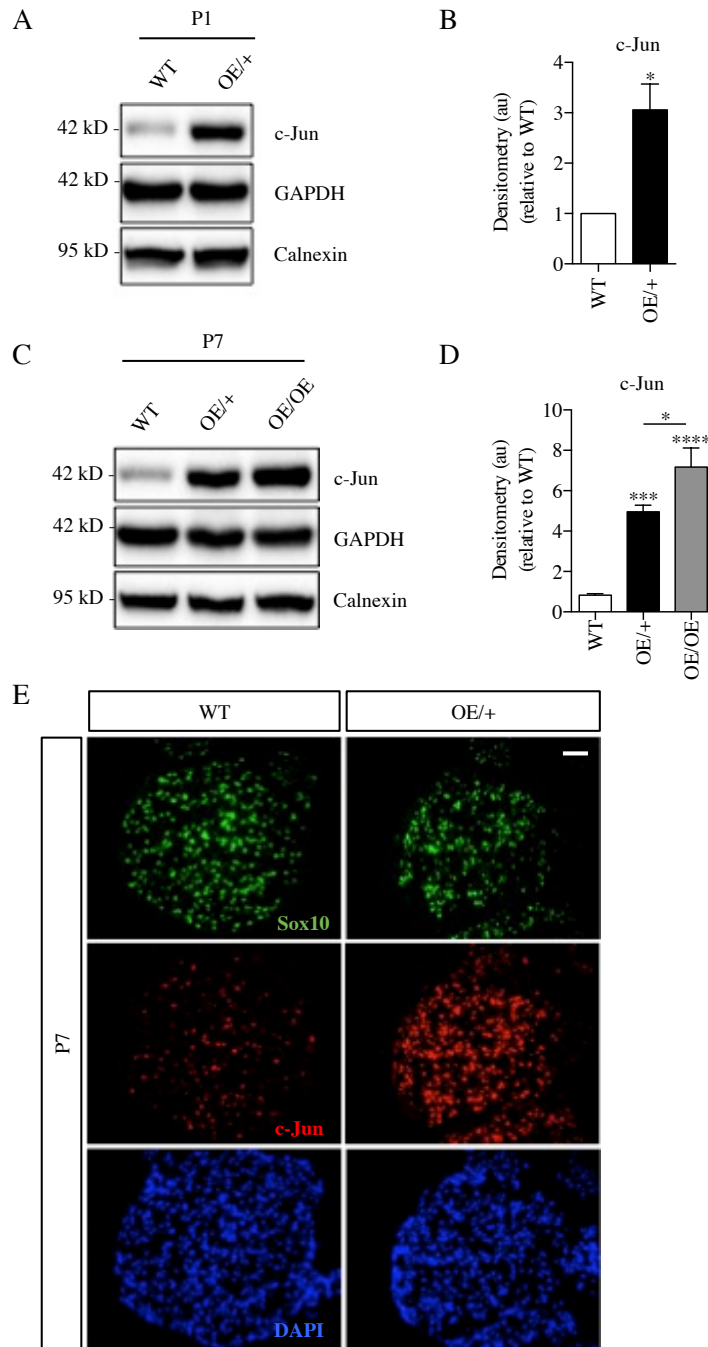 A
P1
WT
OE/+
42 kD
c-Jun
42 kD
GAPDH
95 kD
Calnexin
B
c-Jun
Densitometry (au)
(relative to WT)
4
3
2
1
0
*
WT
OE/+
C
P7
WT
OE/+
OE/OE
42 kD
c-Jun
42 kD
GAPDH
95 kD
Calnexin
D
c-Jun
Densitometry (au)
(relative to WT)
10
8
6
4
2
0
*
***
****
WT
OE/+
OE/OE
E
WT
OE/+
P7
Sox10
c-Jun
DAPI